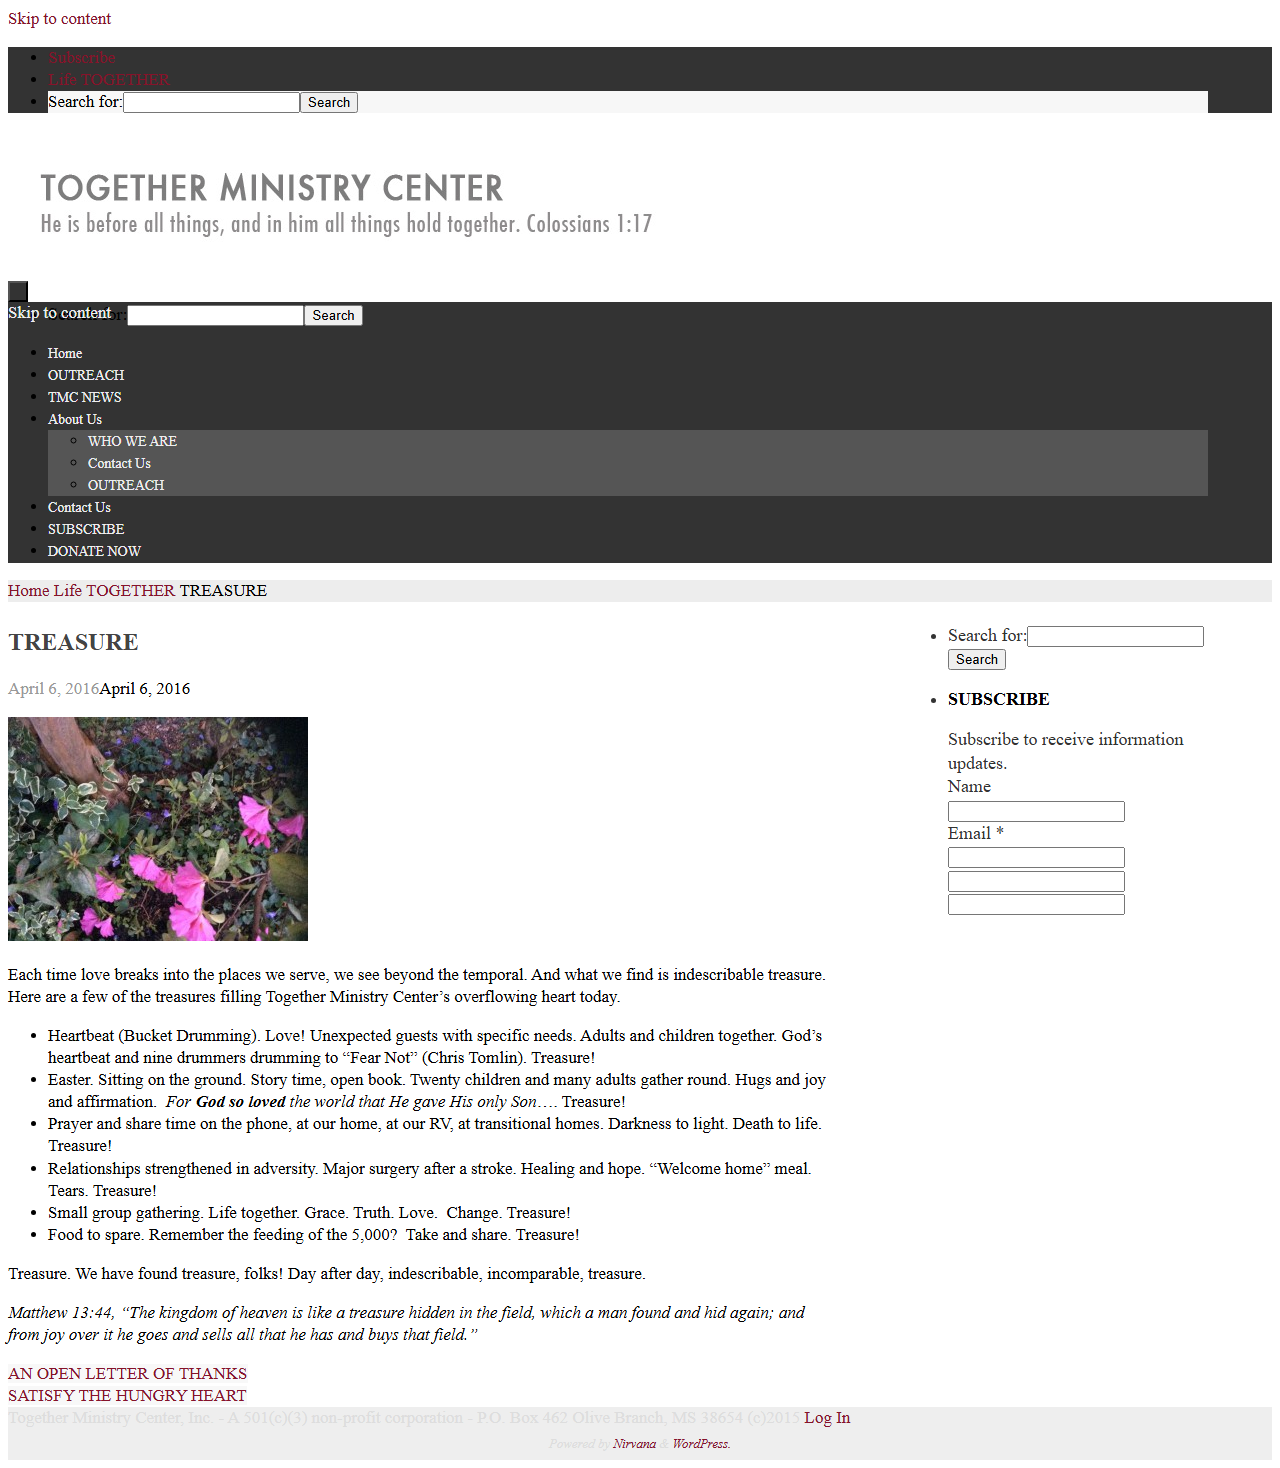 Skip to content
Subscribe
Life TOGETHER
Search for: Search
TOGETHER MINISTRY CENTER
He is before all things, and in him all things hold together. Colossians 1:17
Skip to content or: Search
Home
OUTREACH
TMC NEWS
About Us
WHO WE ARE
Contact Us
OUTREACH
Contact Us
SUBSCRIBE
DONATE NOW
Home Life TOGETHER TREASURE
TREASURE
April 6, 2016April 6, 2016
Each time love breaks into the places we serve, we see beyond the temporal. And what we find is indescribable treasure.
Here are a few of the treasures filling Together Ministry Center’s overflowing heart today.
Heartbeat (Bucket Drumming). Love! Unexpected guests with specific needs. Adults and children together. God’s
heartbeat and nine drummers drumming to “Fear Not” (Chris Tomlin). Treasure!
Easter. Sitting on the ground. Story time, open book. Twenty children and many adults gather round. Hugs and joy
and affirmation.  For God so loved the world that He gave His only Son…. Treasure!
Prayer and share time on the phone, at our home, at our RV, at transitional homes. Darkness to light. Death to life.
Treasure!
Relationships strengthened in adversity. Major surgery after a stroke. Healing and hope. “Welcome home” meal.
Tears. Treasure!
Small group gathering. Life together. Grace. Truth. Love.  Change. Treasure!
Food to spare. Remember the feeding of the 5,000?  Take and share. Treasure!
Treasure. We have found treasure, folks! Day after day, indescribable, incomparable, treasure.
Matthew 13:44, “The kingdom of heaven is like a treasure hidden in the field, which a man found and hid again; and
from joy over it he goes and sells all that he has and buys that field.”
AN OPEN LETTER OF THANKS
SATISFY THE HUNGRY HEART
Search for:
Search
SUBSCRIBE
Subscribe to receive information
updates.
Name
Email *
Together Ministry Center, Inc. - A 501(c)(3) non-profit corporation - P.O. Box 462 Olive Branch, MS 38654 (c)2015 Log In
Powered by Nirvana & WordPress.